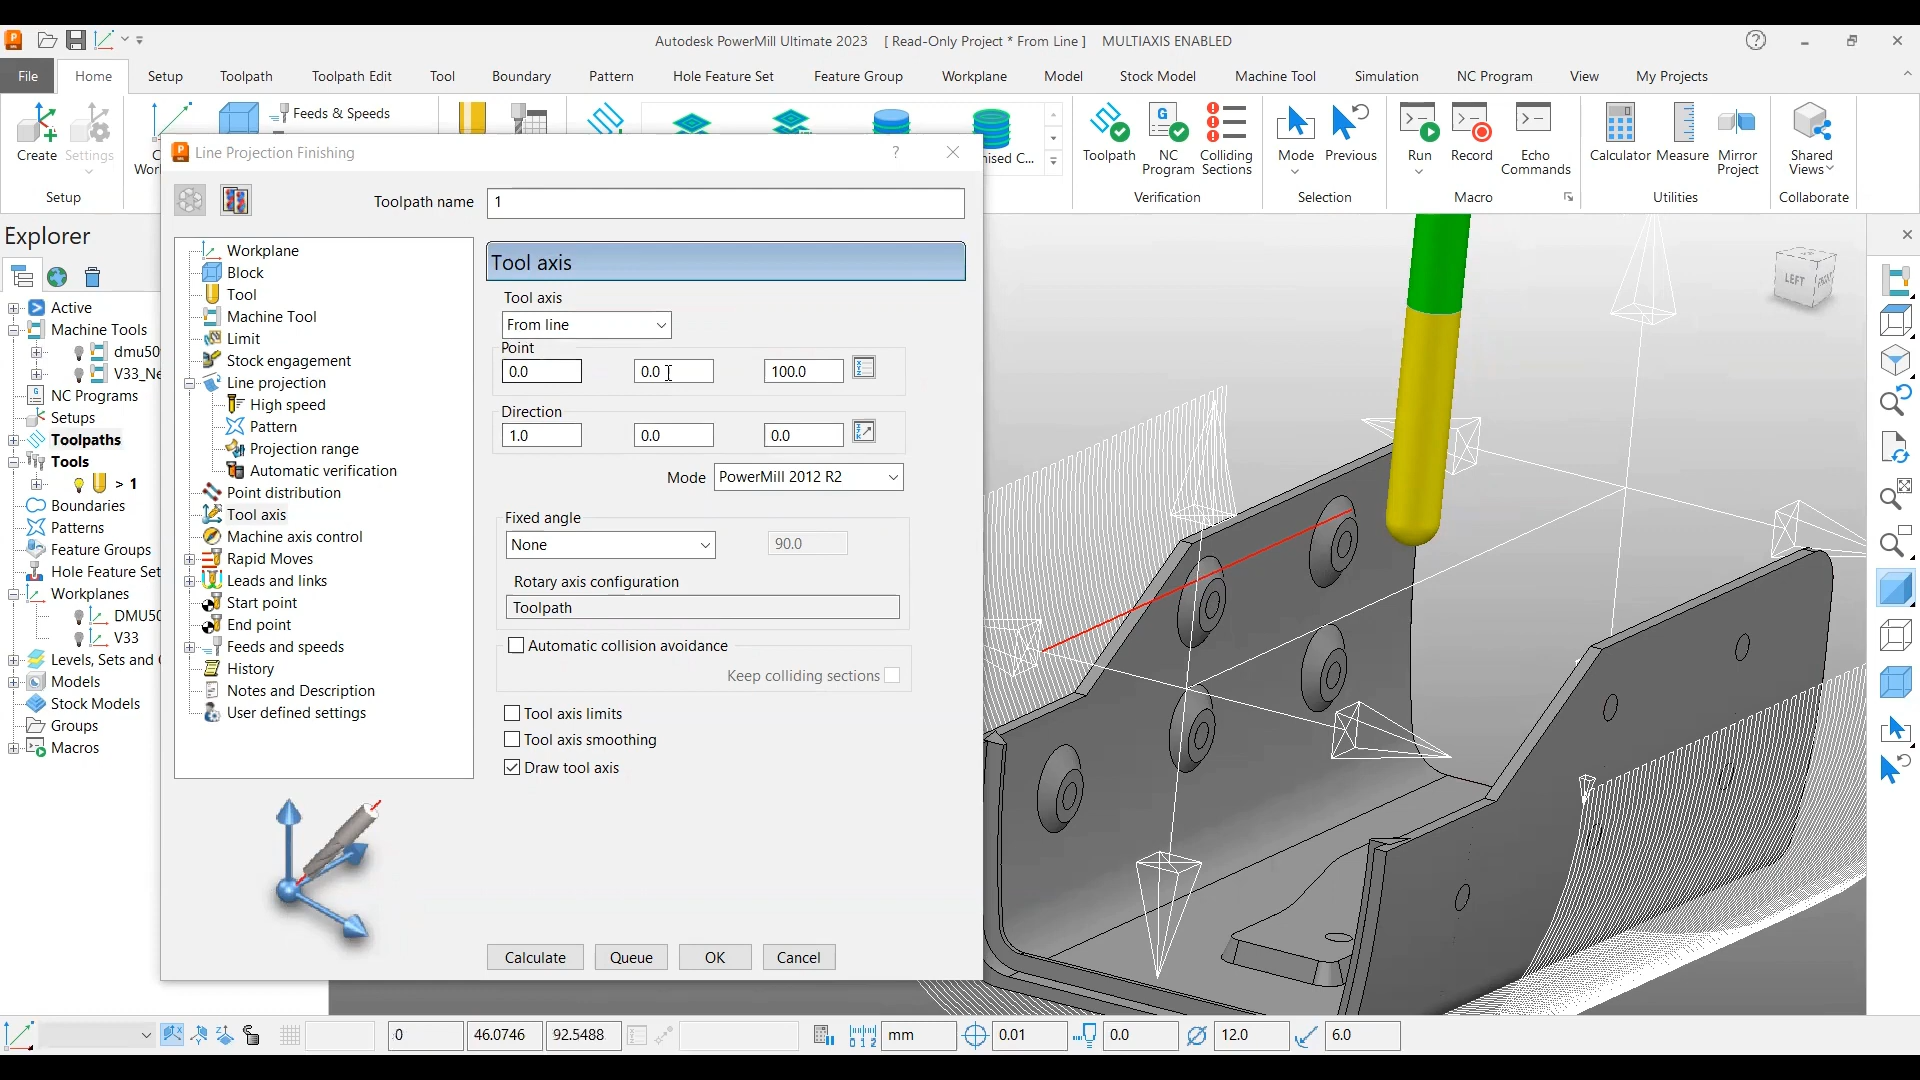 Autodesk PowerMill Ultimate 2023 [ Read-Only Project * From Line ] MULTIAXIS ENABLED
File Home Setup Toolpath Toolpath Edit Tool Boundary Pattern Hole Feature Set Feature Group Workplane Model Stock Model Machine Tool Simulation NC Program View My Projects
Feeds & Speeds
Create Settings
Setup
ised C...
Toolpath NC Program Colliding Sections
Verification
Mode Previous
Selection
Run Record Echo Commands
Macro
Calculator Measure Mirror Project
Utilities
Shared Views
Collaborate
Explorer
Active
Machine Tools
dmu50
V33_Ne
NC Programs
Setups
Toolpaths
Tools
> 1
Boundaries
Patterns
Feature Groups
Hole Feature Set
Workplanes
DMU50
V33
Levels, Sets and
Models
Stock Models
Groups
Macros
Line Projection Finishing
?
Toolpath name 1
Workplane
Block
Tool
Machine Tool
Limit
Stock engagement
Line projection
High speed
Pattern
Projection range
Automatic verification
Point distribution
Tool axis
Machine axis control
Rapid Moves
Leads and links
Start point
End point
Feeds and speeds
History
Notes and Description
User defined settings
Tool axis
Tool axis
From line
Point
0.0 0.0 100.0
Direction
1.0 0.0 0.0
Mode PowerMill 2012 R2
Fixed angle
None 90.0
Rotary axis configuration
Toolpath
Automatic collision avoidance
Keep colliding sections
Tool axis limits
Tool axis smoothing
Draw tool axis
Calculate Queue OK Cancel
LEFT
:0 46.0746 92.5488 mm 0.01 0.0 12.0 6.0